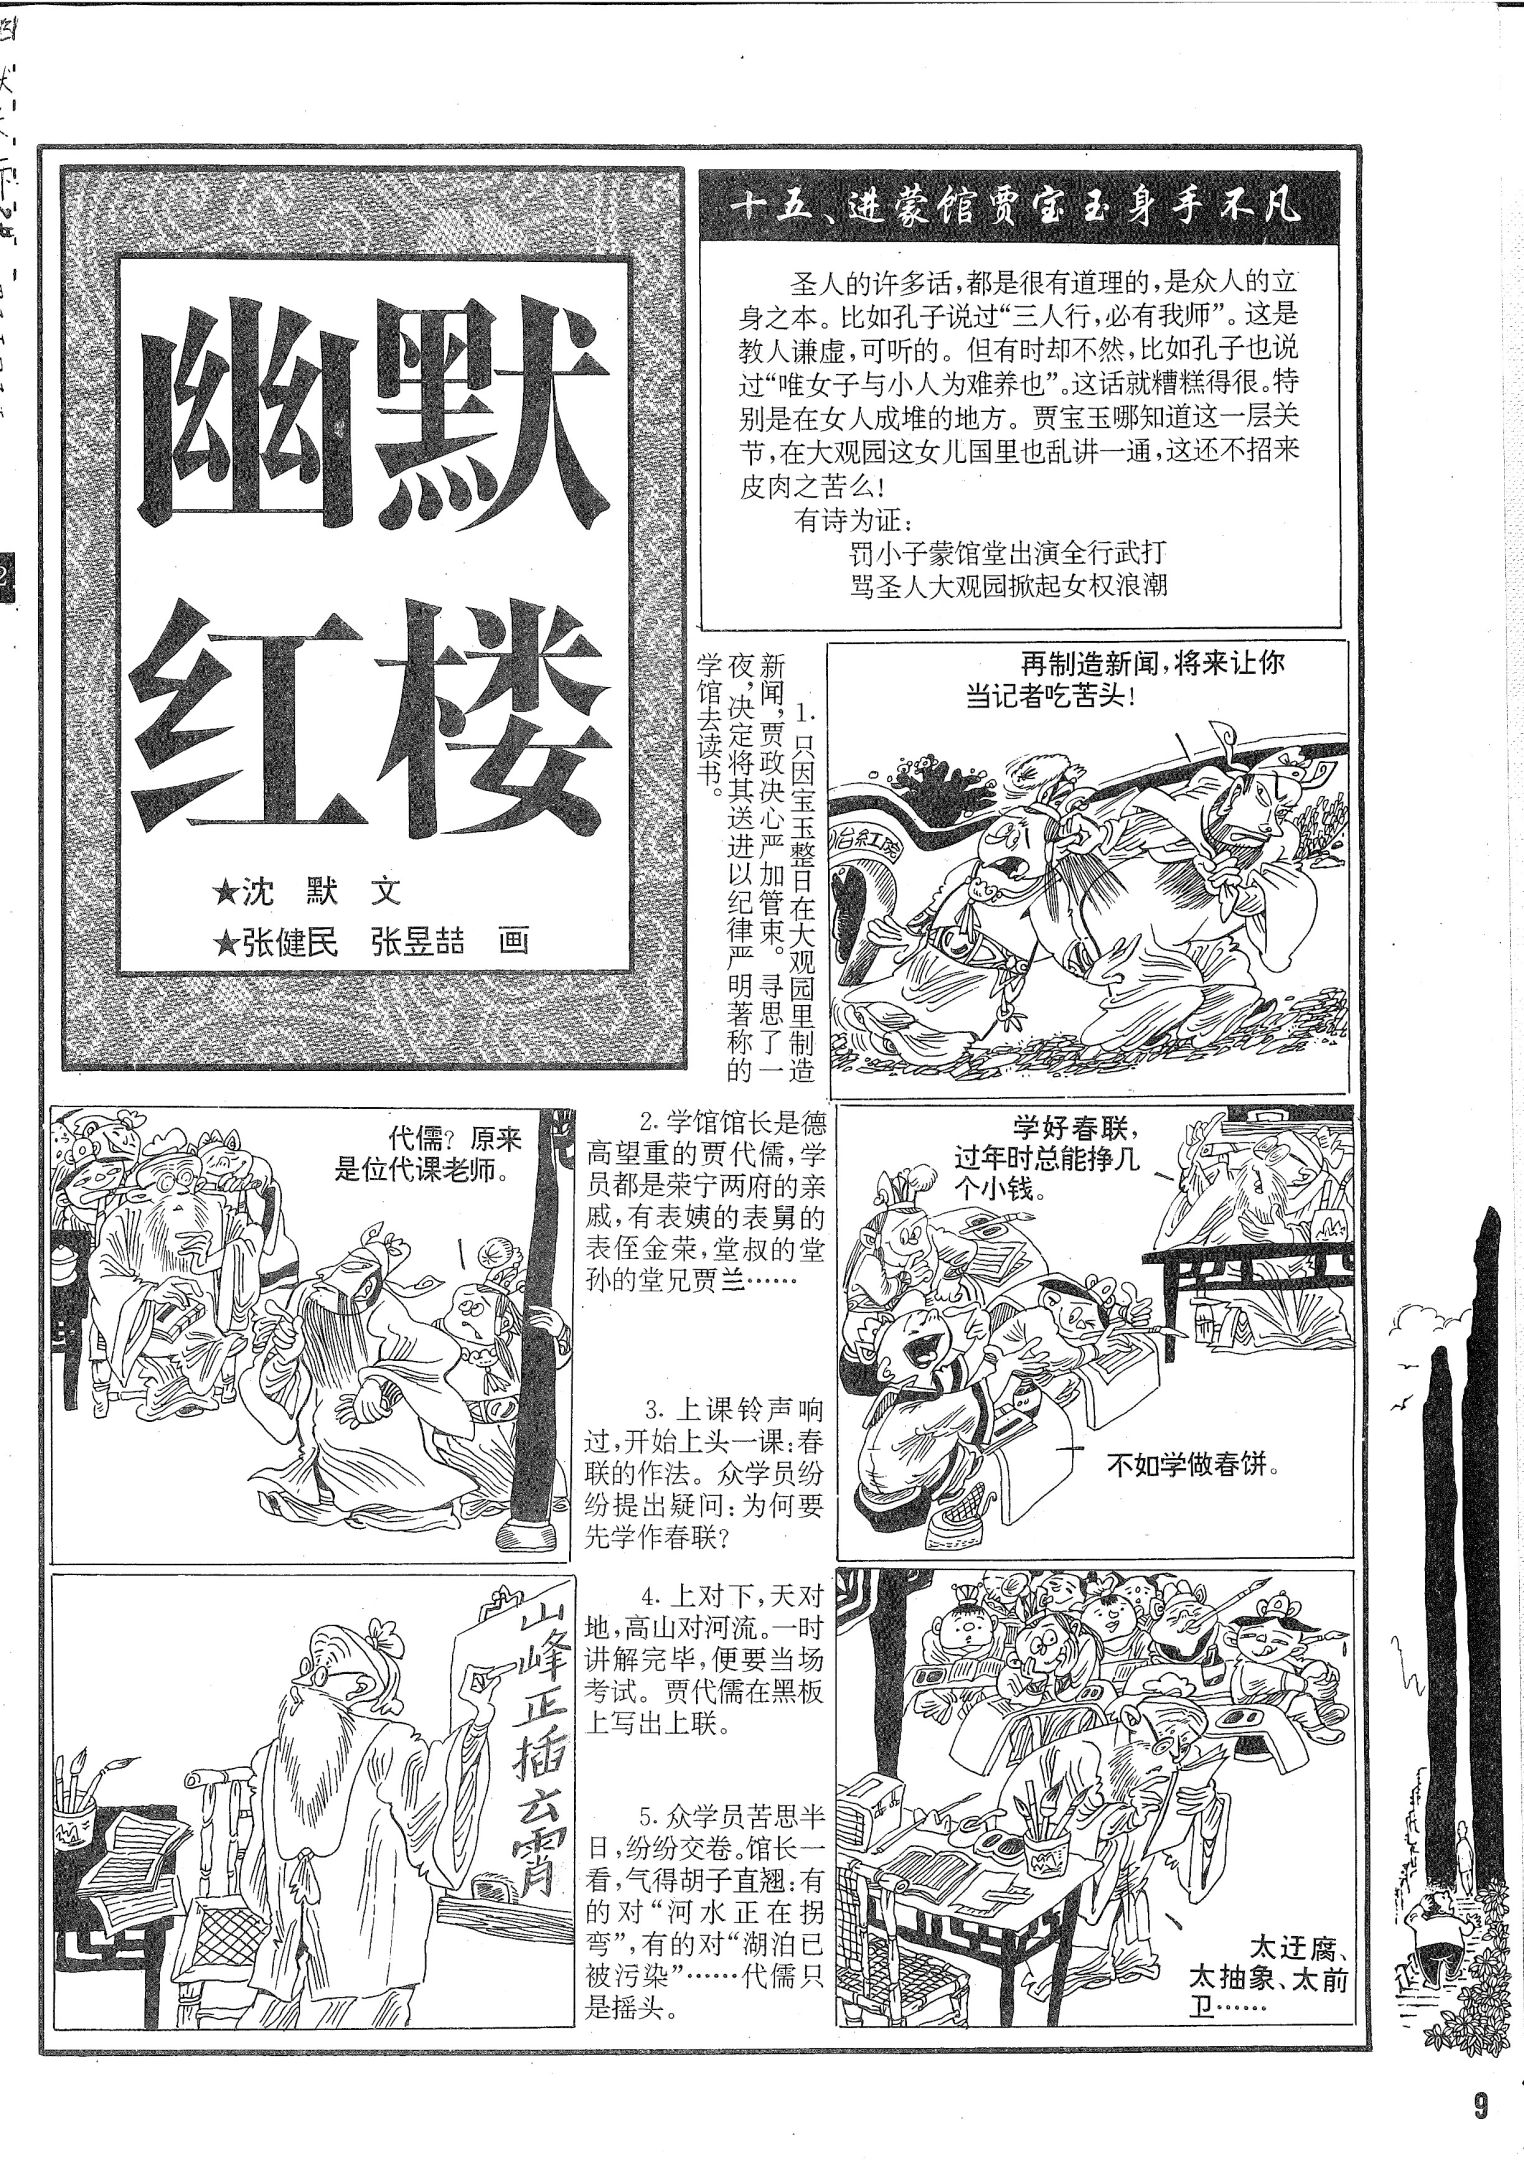 幽默
红楼
★沈 默 文
★张健民 张昱喆 画
十五、进蒙馆贾宝玉身手不凡
圣人的许多话，都是很有道理的，是众人的立
身之本。比如孔子说过“三人行，必有我师”。这是
教人谦虚，可听的。但有时却不然，比如孔子也说
过“唯女子与小人为难养也”。这话就糟糕得很。特
别是在女人成堆的地方。贾宝玉哪知道这一层关
节，在大观园这女儿国里也乱讲一通，这还不招来
皮肉之苦么！
有诗为证：
罚小子蒙馆堂出演全行武打
骂圣人大观园掀起女权浪潮
1. 只因宝玉整日在大观园里制造
新闻，贾政决心严加管束。寻思了一
夜，决定将其送进以纪律严明著称的
学馆去读书。
再制造新闻，将来让你
当记者吃苦头！
怡红院
代儒？原来
是位代课老师。
2. 学馆馆长是德
高望重的贾代儒，学
员都是荣宁两府的亲
戚，有表姨的表舅的
表侄金荣，堂叔的堂
孙的堂兄贾兰……
3. 上课铃声响
过，开始上头一课：春
联的作法。众学员纷
纷提出疑问：为何要
先学作春联？
学好春联，
过年时总能挣几
个小钱。
不如学做春饼。
山峰正插云霄
4. 上对下，天对
地，高山对河流。一时
讲解完毕，便要当场
考试。贾代儒在黑板
上写出上联。
5. 众学员苦思半
日，纷纷交卷。馆长一
看，气得胡子直翘：有
的对“河水正在拐
弯”，有的对“湖泊已
被污染”……代儒只
是摇头。
太迂腐、
太抽象、太前
卫……
9